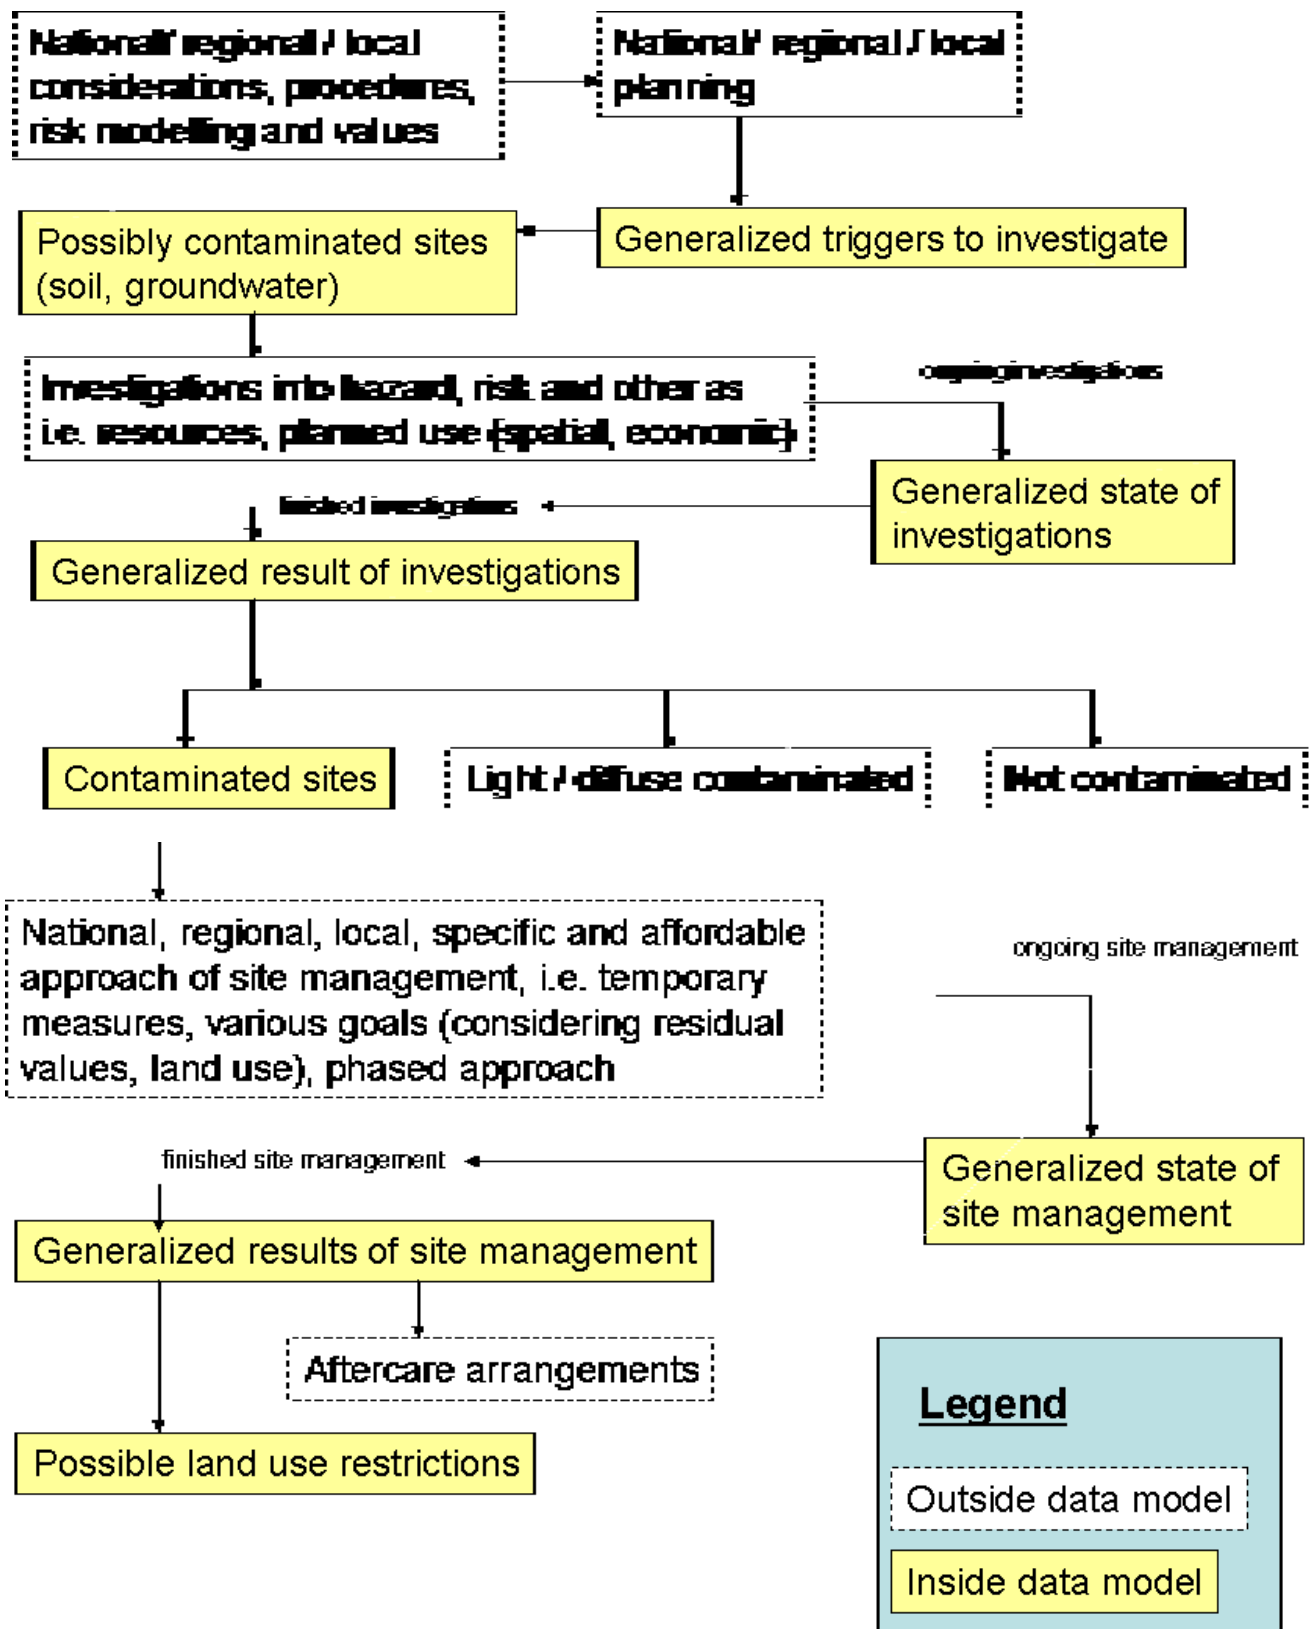 National/ regional / local
considerations, procedures,
risk modelling and values
National/ regional / local
planning
Possibly contaminated sites
(soil, groundwater)
Generalized triggers to investigate
Investigations into hazard, risk and other as
i.e. resources, planned use (spatial, economic)
ongoing investigations
Generalized state of
investigations
finished investigations
Generalized result of investigations
Contaminated sites
Light / diffuse contaminated
Not contaminated
National, regional, local, specific and affordable
approach of site management, i.e. temporary
measures, various goals (considering residual
values, land use), phased approach
ongoing site management
finished site management
Generalized state of
site management
Generalized results of site management
Aftercare arrangements
Possible land use restrictions
Legend
Outside data model
Inside data model